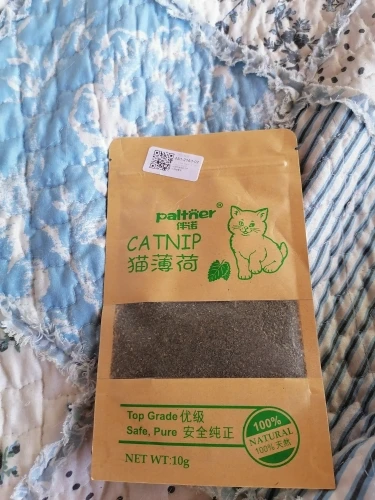 paltner®
伴诺
CATNIP
猫薄荷
Top Grade 优级
Safe, Pure 安全纯正
100%
NATURAL
100% 天然
NET WT:10g